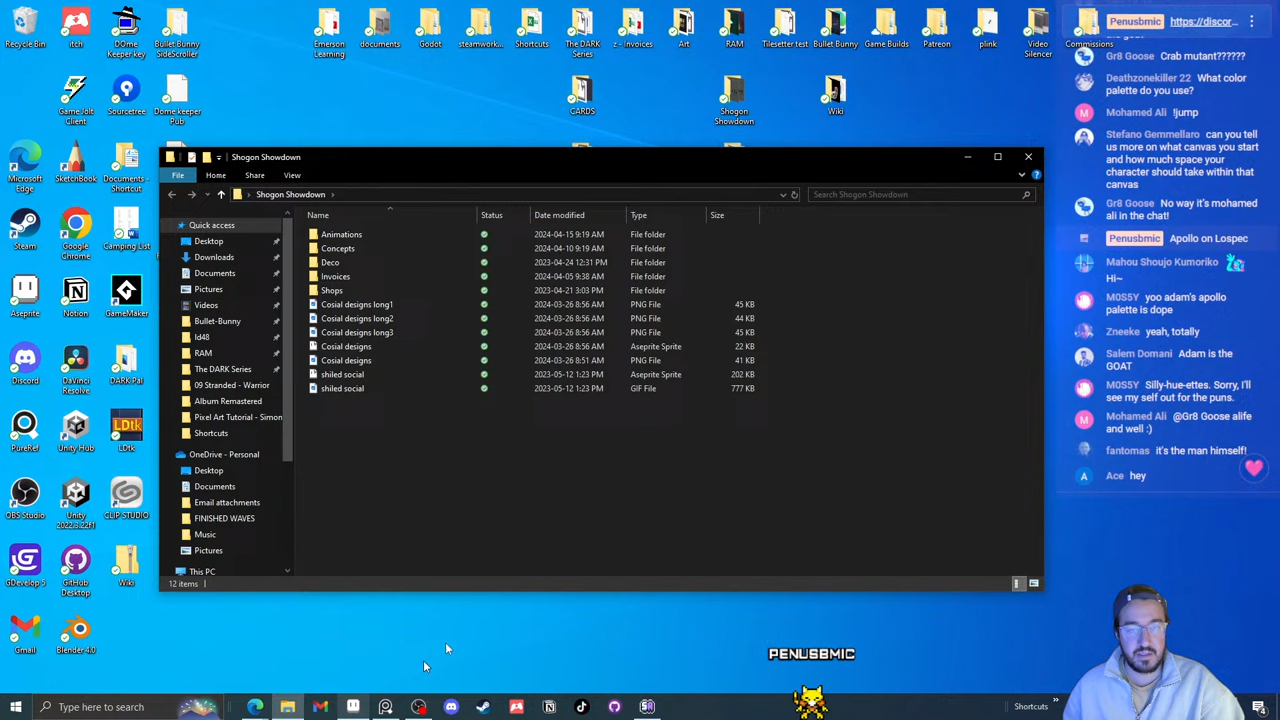 Recycle Bin
itch
DOme Keeper key
Bullet Bunny SideScroller
Emerson Learning
documents
Godot
steamwork...
Shortcuts
The DARK Series
z - Invoices
Art
RAM
Tilesetter test
Bullet Bunny
Game Builds
Patreon
plink
Video Silencer
Commissions
Game Jolt Client
Sourcetree
Dome keeper Pub
CARDS
Shogon Showdown
Wiki
Microsoft Edge
SketchBook
Documents - Shortcut
Steam
Google Chrome
Camping List
Aseprite
Notion
GameMaker
Discord
DaVinci Resolve
DARK Pal
PureRef
Unity Hub
LDtk
OBS Studio
Unity 2022.3.22f1
CLIP STUDIO
GDevelop 5
GitHub Desktop
Wiki
Gmail
Blender 4.0
Shogon Showdown
File Home Share View
Shogon Showdown
Search Shogon Showdown
Quick access
Desktop
Downloads
Documents
Pictures
Videos
Bullet-Bunny
ld48
RAM
The DARK Series
09 Stranded - Warrior
Album Remastered
Pixel Art Tutorial - Simon
Shortcuts
OneDrive - Personal
Desktop
Documents
Email attachments
FINISHED WAVES
Music
Pictures
This PC
Name Status Date modified Type Size
Animations 2024-04-15 9:19 AM File folder
Concepts 2024-04-10 9:19 AM File folder
Deco 2023-04-24 12:31 PM File folder
Invoices 2024-04-05 9:38 AM File folder
Shops 2023-04-21 3:03 PM File folder
Cosial designs long1 2024-03-26 8:56 AM PNG File 45 KB
Cosial designs long2 2024-03-26 8:56 AM PNG File 44 KB
Cosial designs long3 2024-03-26 8:56 AM PNG File 45 KB
Cosial designs 2024-03-26 8:56 AM Aseprite Sprite 22 KB
Cosial designs 2024-03-26 8:51 AM PNG File 41 KB
shiled social 2023-05-12 1:23 PM Aseprite Sprite 202 KB
shiled social 2023-05-12 1:23 PM GIF File 777 KB
12 items
Penusbmic https://discor...
Gr8 Goose Crab mutant??????
Deathzonekiller 22 What color
palette do you use?
Mohamed Ali !jump
Stefano Gemmellaro can you tell
us more on what canvas you start
and how much space your
character should take within that
canvas
Gr8 Goose No way it's mohamed
ali in the chat!
Penusbmic Apollo on Lospec
Mahou Shoujo Kumoriko
Hi~
M0S5Y yoo adam's apollo
palette is dope
Zneeke yeah, totally
Salem Domani Adam is the
GOAT
M0S5Y Silly-hue-ettes. Sorry, I'll
see my self out for the puns.
Mohamed Ali @Gr8 Goose alife
and well :)
fantomas it's the man himself!
Ace hey
PENUSBMIC
Type here to search
Shortcuts